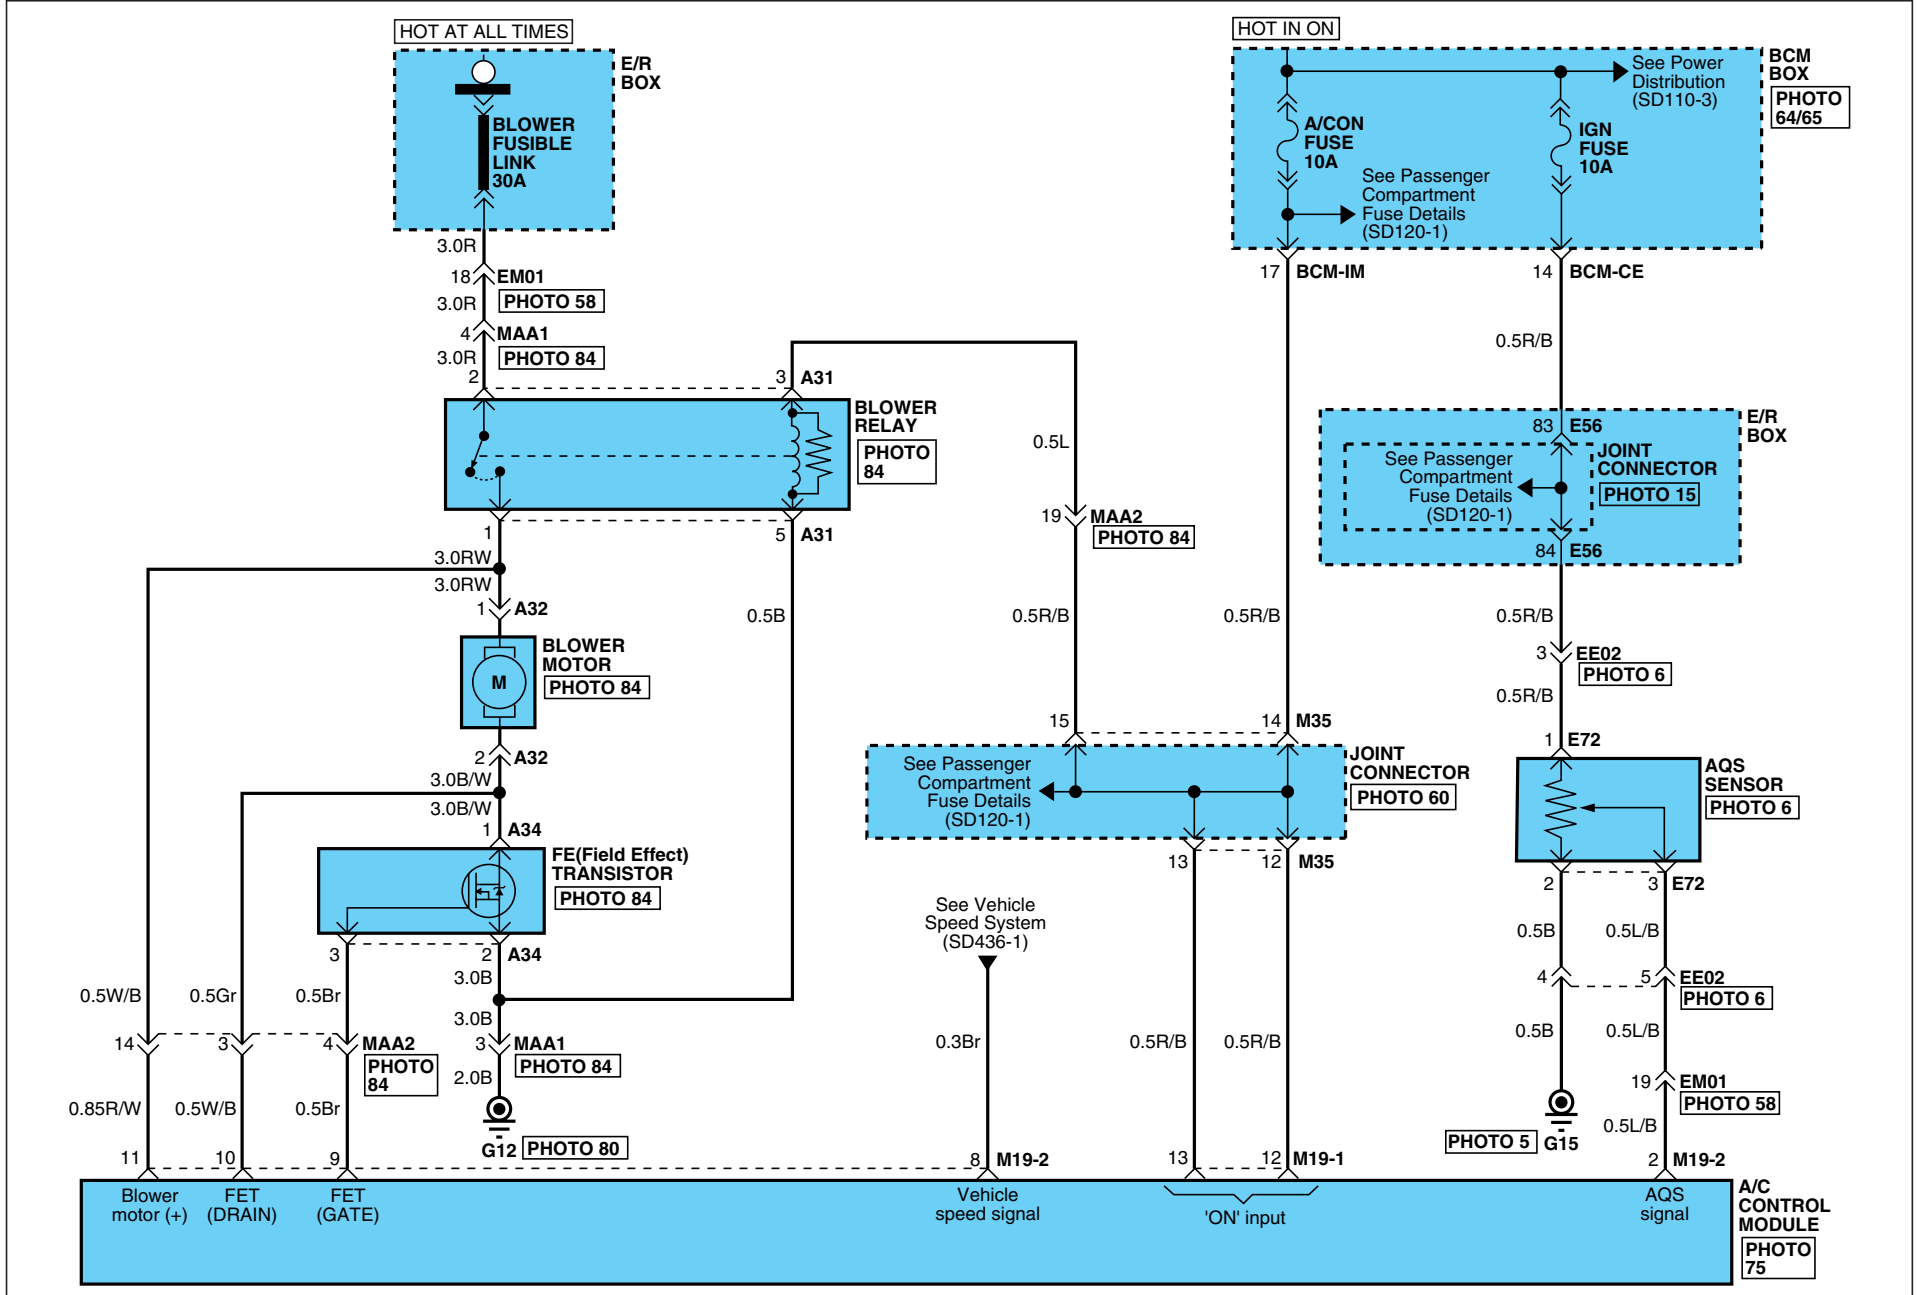 HOT AT ALL TIMES
E/R
BOX
BLOWER
FUSIBLE
LINK
30A
3.0R
18
EM01
PHOTO 58
3.0R
4
MAA1
PHOTO 84
3.0R
2
3
A31
BLOWER
RELAY
PHOTO
84
1
5
A31
3.0RW
3.0RW
1
A32
BLOWER
MOTOR
PHOTO 84
M
2
A32
3.0B/W
3.0B/W
1
A34
FE(Field Effect)
TRANSISTOR
PHOTO 84
3
2
A34
3.0B
3.0B
3
MAA1
PHOTO 84
2.0B
G12
PHOTO 80
0.5W/B
0.5Gr
0.5Br
14
3
4
MAA2
PHOTO
84
0.85R/W
0.5W/B
0.5Br
0.5B
0.5L
19
MAA2
PHOTO 84
0.5R/B
HOT IN ON
BCM
BOX
PHOTO
64/65
See Power
Distribution
(SD110-3)
A/CON
FUSE
10A
IGN
FUSE
10A
See Passenger
Compartment
Fuse Details
(SD120-1)
17
BCM-IM
14
BCM-CE
0.5R/B
0.5R/B
E/R
BOX
83
E56
JOINT
CONNECTOR
PHOTO 15
See Passenger
Compartment
Fuse Details
(SD120-1)
84
E56
0.5R/B
3
EE02
PHOTO 6
0.5R/B
15
14
M35
JOINT
CONNECTOR
PHOTO 60
See Passenger
Compartment
Fuse Details
(SD120-1)
13
12
M35
1
E72
AQS
SENSOR
PHOTO 6
2
3
E72
0.5B
0.5L/B
4
5
EE02
PHOTO 6
0.5B
0.5L/B
19
EM01
PHOTO 58
0.5L/B
PHOTO 5
G15
See Vehicle
Speed System
(SD436-1)
0.3Br
0.5R/B
0.5R/B
11
10
9
8
M19-2
13
12
M19-1
2
M19-2
Blower
motor (+)
FET
(DRAIN)
FET
(GATE)
Vehicle
speed signal
'ON' input
AQS
signal
A/C
CONTROL
MODULE
PHOTO
75